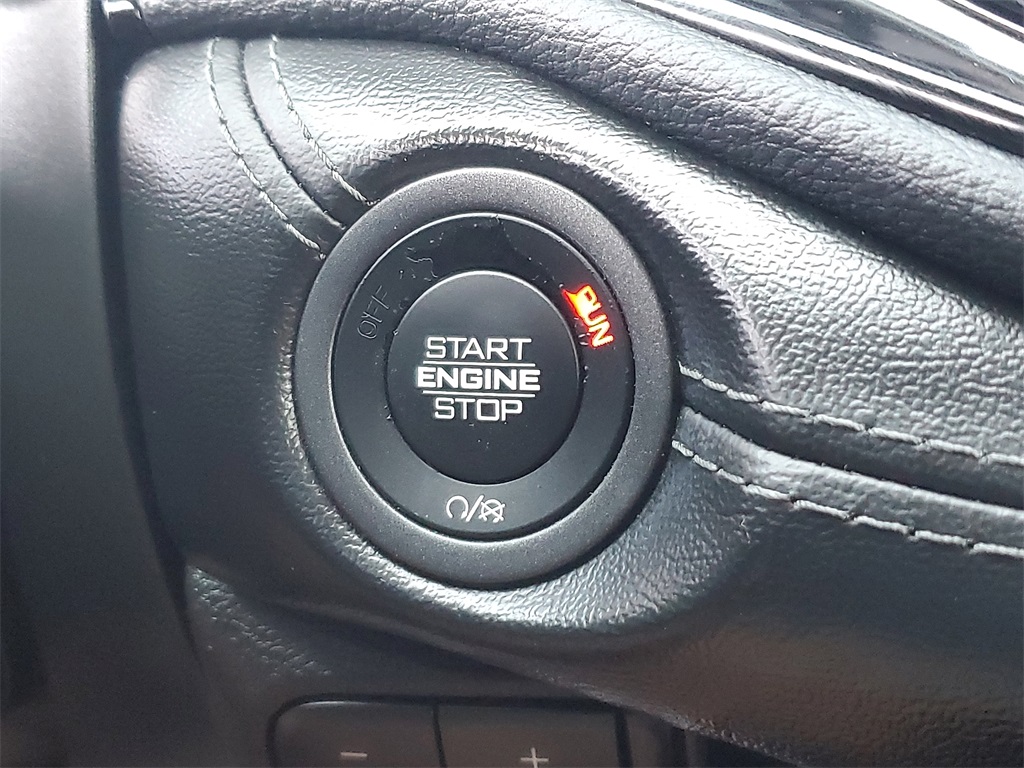 OFF
RUN
START
ENGINE
STOP
- +